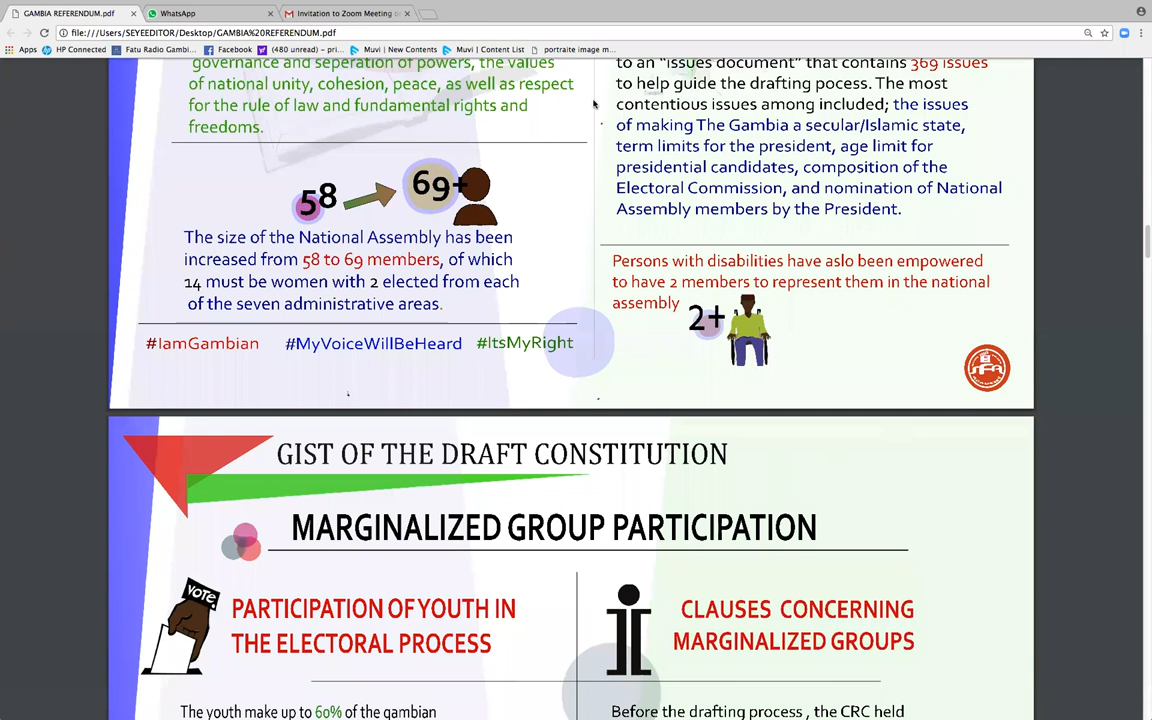 GAMBIA REFERENDUM.pdf
WhatsApp
Invitation to Zoom Meeting
file:///Users/SEYEEDITOR/Desktop/GAMBIA%20REFERENDUM.pdf
Apps HP Connected Fatu Radio Gambi... Facebook (480 unread) - pri... Muvi | New Contents Muvi | Content List portraite image m...
governance and seperation of powers, the values
of national unity, cohesion, peace, as well as respect
for the rule of law and fundamental rights and
freedoms.
58 69+
The size of the National Assembly has been
increased from 58 to 69 members, of which
14 must be women with 2 elected from each
of the seven administrative areas.
#IamGambian #MyVoiceWillBeHeard #ItsMyRight
to an "issues document" that contains 369 issues
to help guide the drafting pocess. The most
contentious issues among included; the issues
of making The Gambia a secular/Islamic state,
term limits for the president, age limit for
presidential candidates, composition of the
Electoral Commission, and nomination of National
Assembly members by the President.
Persons with disabilities have aslo been empowered
to have 2 members to represent them in the national
assembly
2+
GIST OF THE DRAFT CONSTITUTION
MARGINALIZED GROUP PARTICIPATION
VOTE.
PARTICIPATION OF YOUTH IN
THE ELECTORAL PROCESS
The youth make up to 60% of the gambian
CLAUSES CONCERNING
MARGINALIZED GROUPS
Before the drafting process , the CRC held